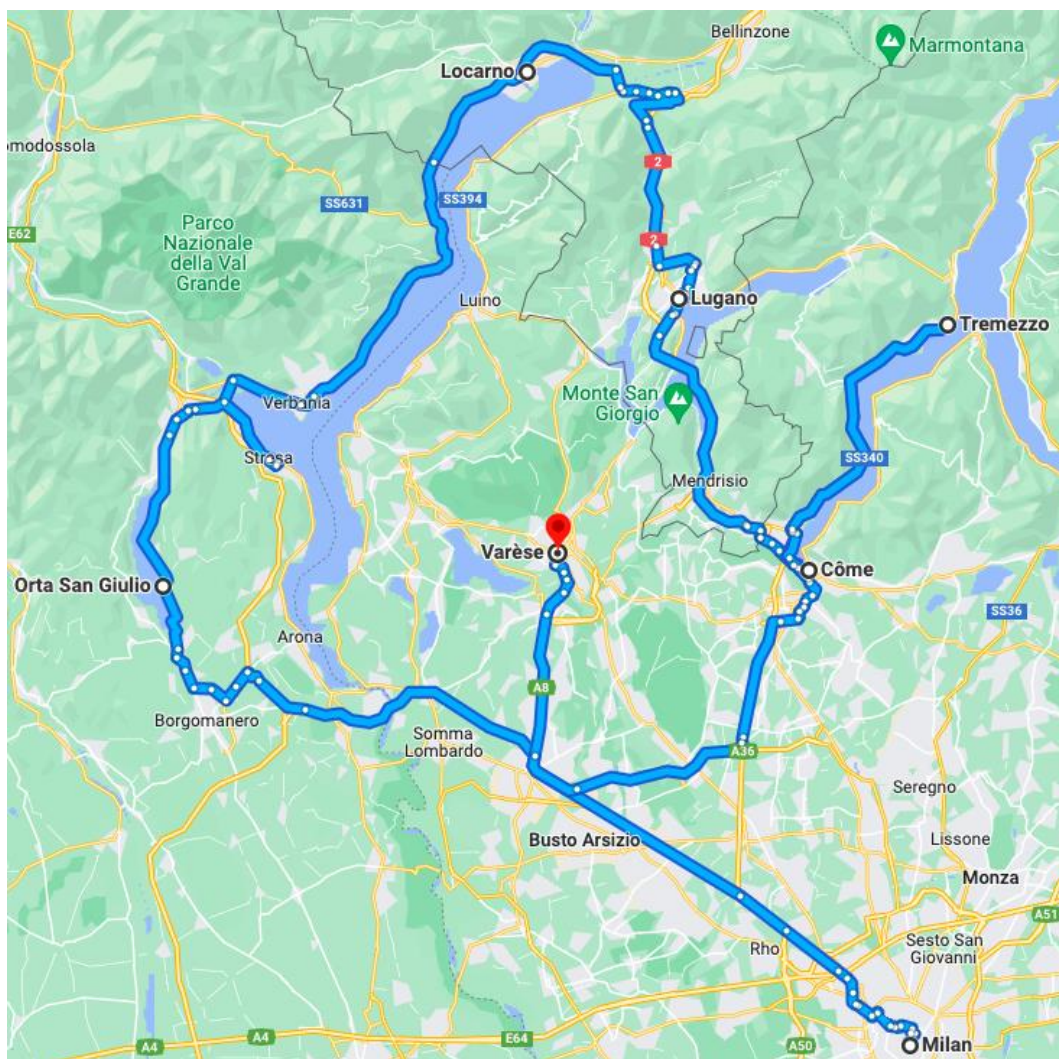 Bellinzone
Marmontana
Locarno
omodossola
2
SS631
SS394
E62
Parco
Nazionale
della Val
Grande
2
Luino
Lugano
Tremezzo
Monte San
Giorgio
Verbania
Stresa
SS340
Mendrisio
Varèse
Côme
Orta San Giulio
SS36
Arona
A8
Borgomanero
Somma
Lombardo
A36
Seregno
Busto Arsizio
Lissone
Monza
A51
Rho
Sesto San
Giovanni
A4
A4
E64
A50
Milan